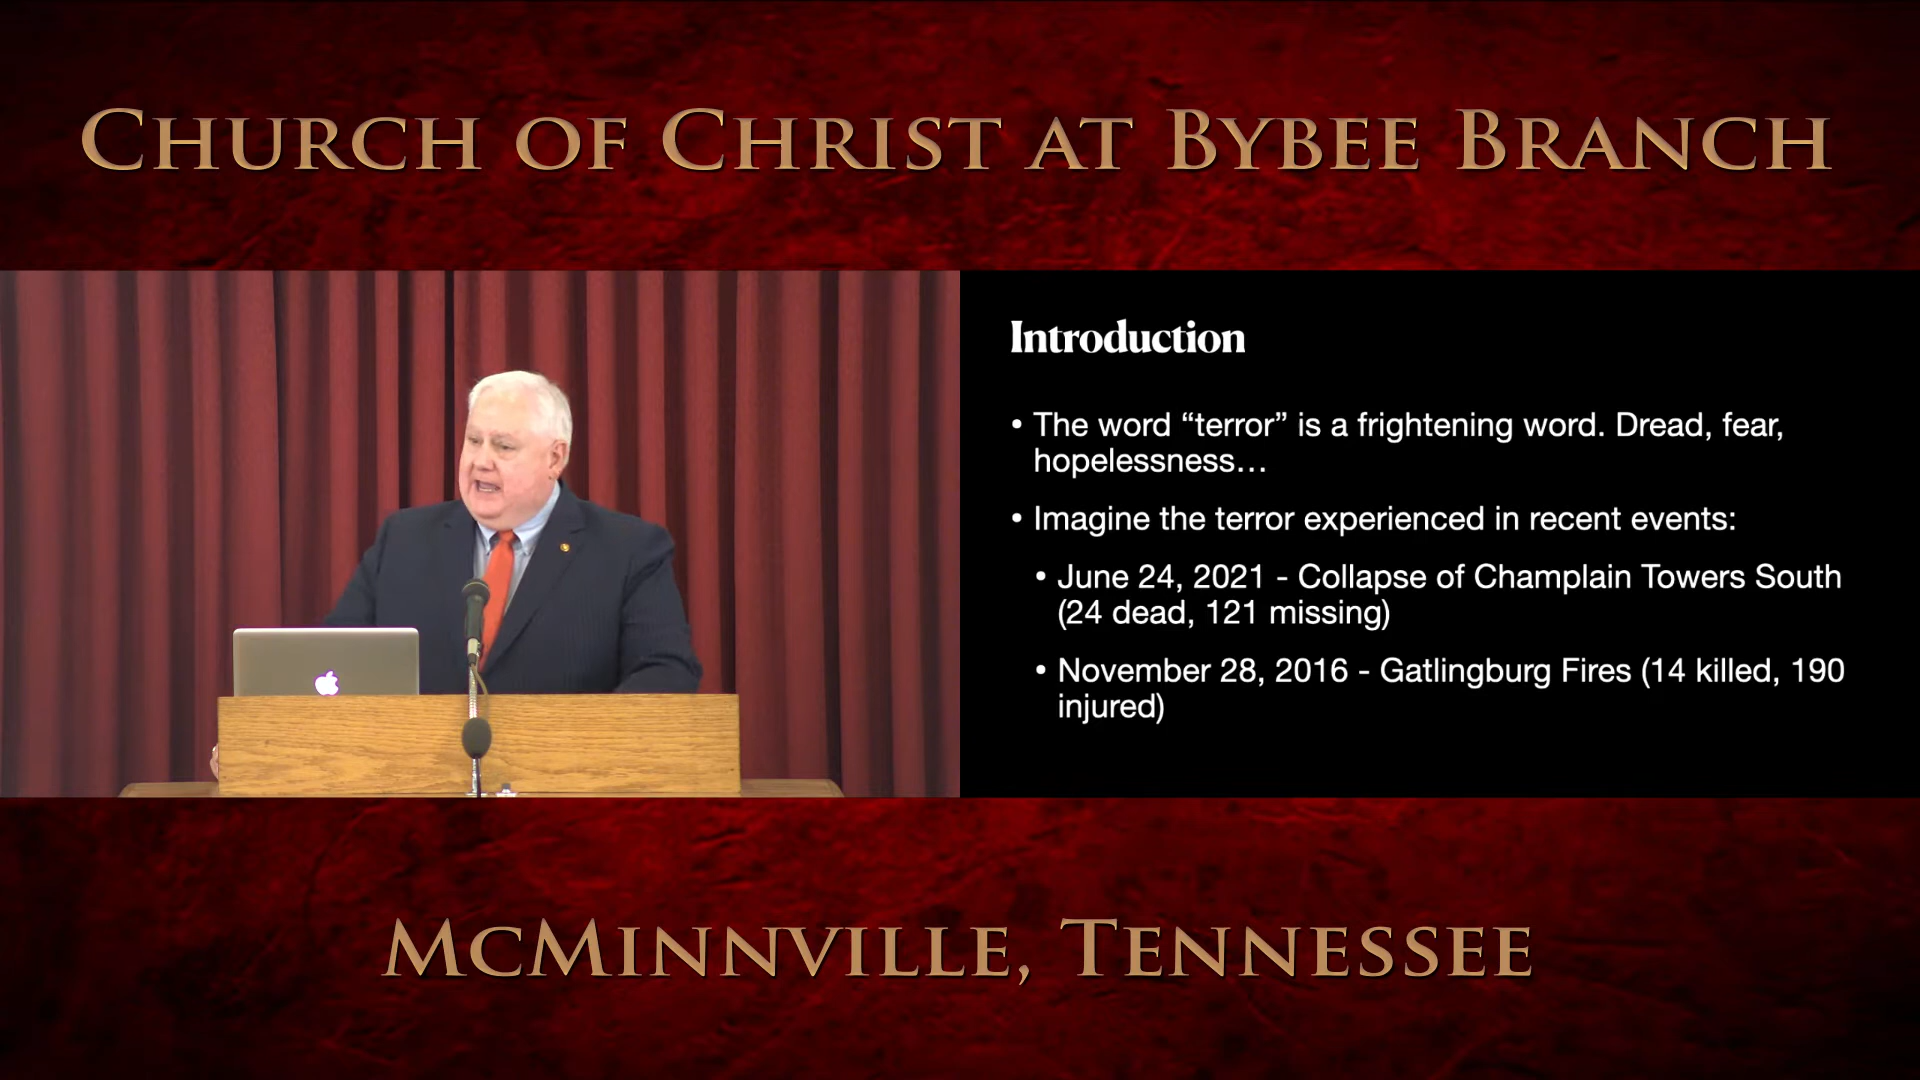 Church of Christ at Bybee Branch
Introduction
• The word “terror” is a frightening word. Dread, fear,
hopelessness…
• Imagine the terror experienced in recent events:
• June 24, 2021 - Collapse of Champlain Towers South
(24 dead, 121 missing)
• November 28, 2016 - Gatlingburg Fires (14 killed, 190
injured)
McMinnville, Tennessee